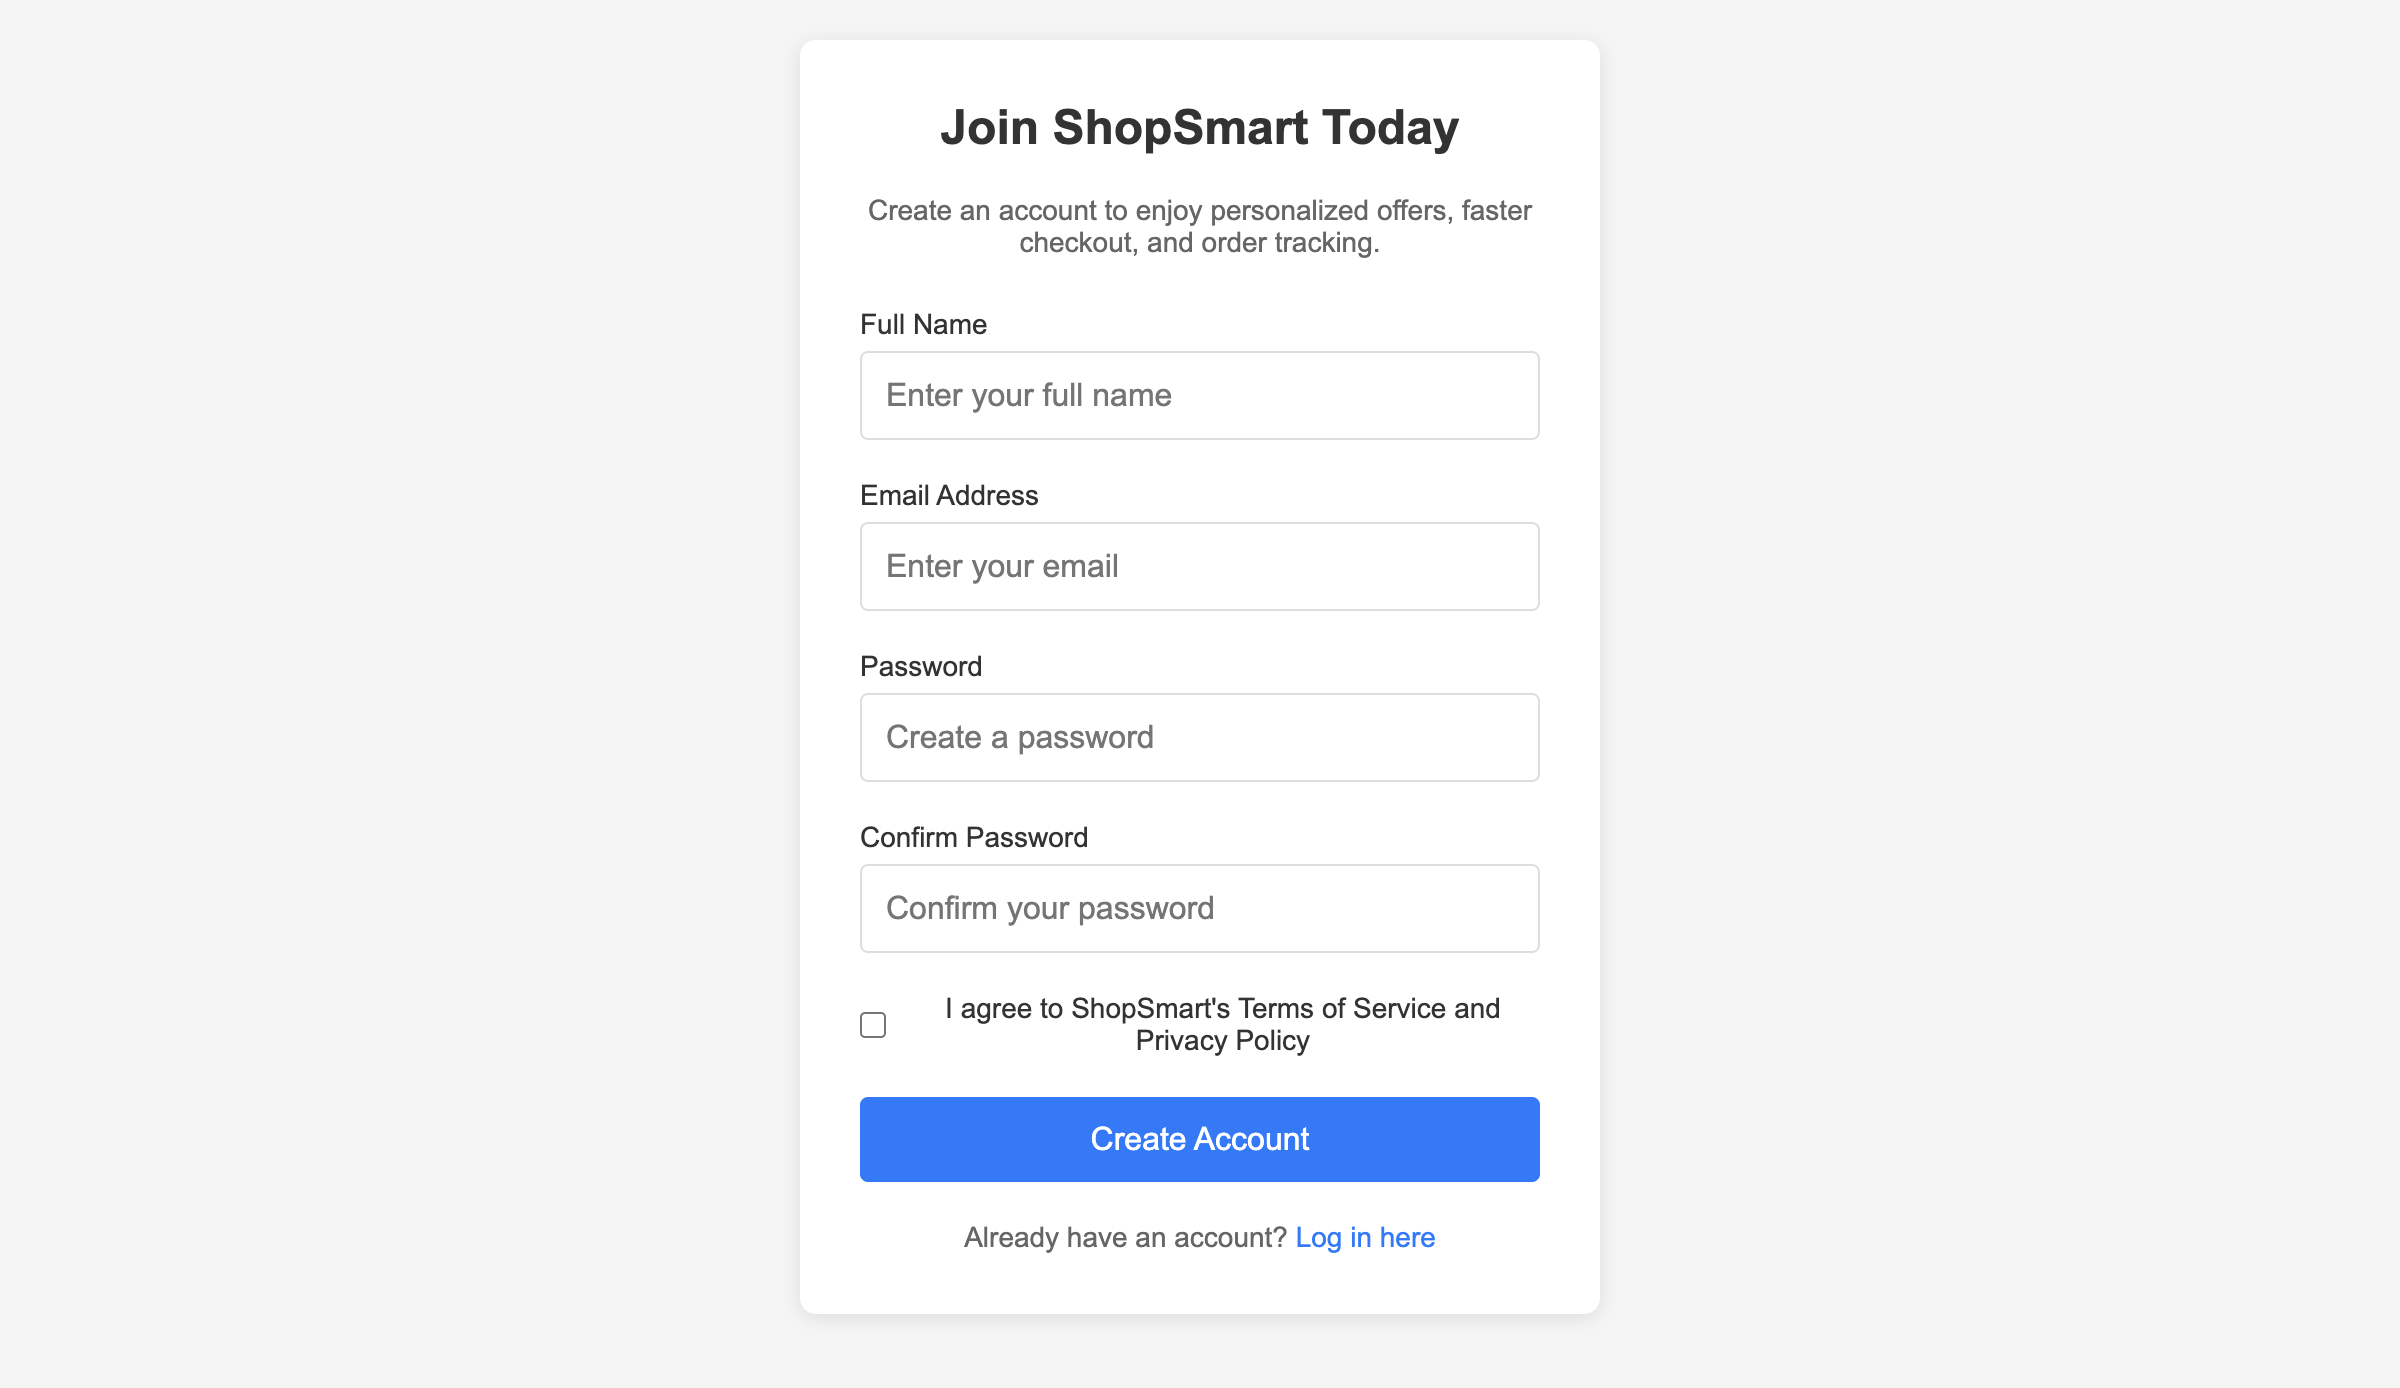 Join ShopSmart Today
Create an account to enjoy personalized offers, faster
checkout, and order tracking.
Full Name
Enter your full name
Email Address
Enter your email
Password
Create a password
Confirm Password
Confirm your password
I agree to ShopSmart's Terms of Service and
Privacy Policy
Create Account
Already have an account? Log in here